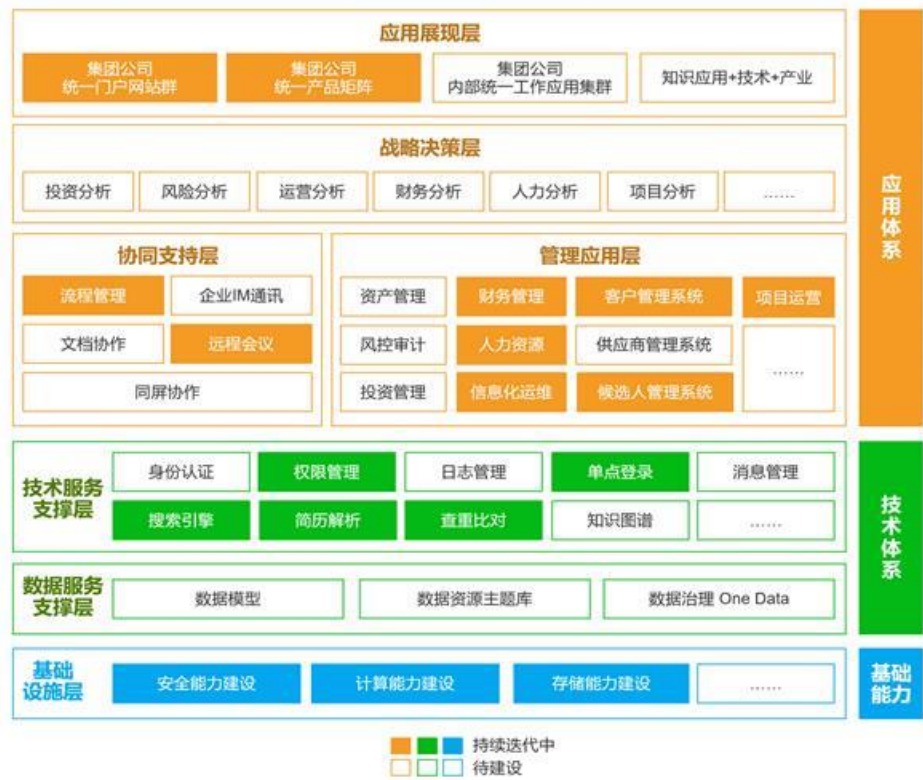 应用展现层
集团公司
统一门户网站群
集团公司
统一产品矩阵
集团公司
内部统一工作应用集群
知识应用+技术+产业
战略决策层
投资分析
风险分析
运营分析
财务分析
人力分析
项目分析
……
协同支持层
流程管理
企业IM通讯
文档协作
远程会议
同屏协作
管理应用层
资产管理
财务管理
客户管理系统
项目运营
风控审计
人力资源
供应商管理系统
……
投资管理
信息化运维
候选人管理系统
应用体系
技术服务
支撑层
身份认证
权限管理
日志管理
单点登录
消息管理
搜索引擎
简历解析
查重比对
知识图谱
……
数据服务
支撑层
数据模型
数据资源主题库
数据治理 One Data
技术体系
基础
设施层
安全能力建设
计算能力建设
存储能力建设
……
基础
能力
持续迭代中
待建设